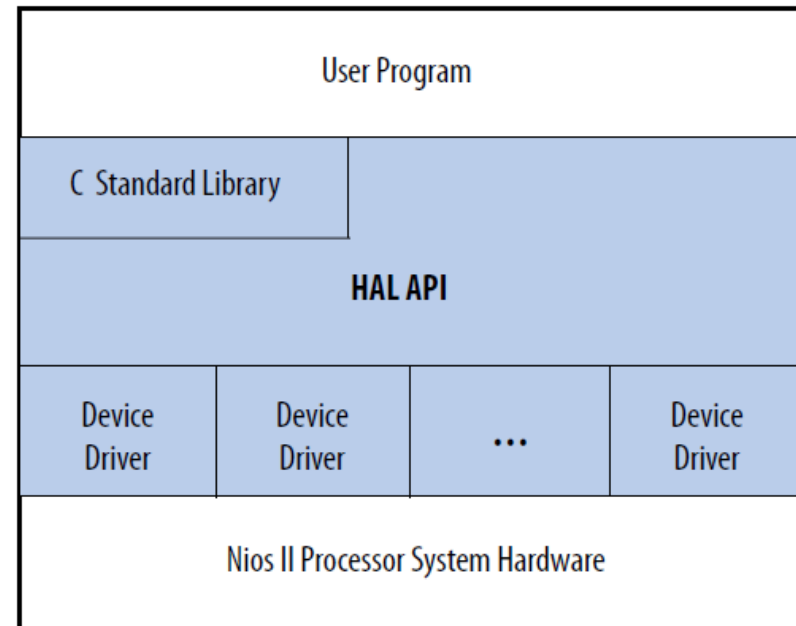 User Program
C Standard Library
HAL API
Device
Driver
Device
Driver
...
Device
Driver
Nios II Processor System Hardware